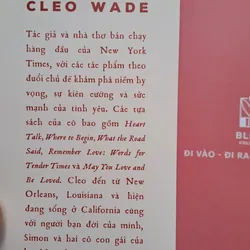 CLEO WADE
Tác giả và nhà thơ bán chạy
hàng đầu của New York
Times, với các tác phẩm theo
đuổi chủ đề khám phá niềm hy
vọng, sự kiên cường và sức
mạnh của tình yêu. Các tựa
sách của cô bao gồm Heart
Talk, Where to Begin, What the Road
Said, Remember Love: Words for
Tender Times và May You Love and
Be Loved. Cleo đến từ New
Orleans, Louisiana và hiện
đang sống ở California cùng
với người bạn đời của mình,
Simon và hai cô con gái của
ĐI VÀO - ĐI RA